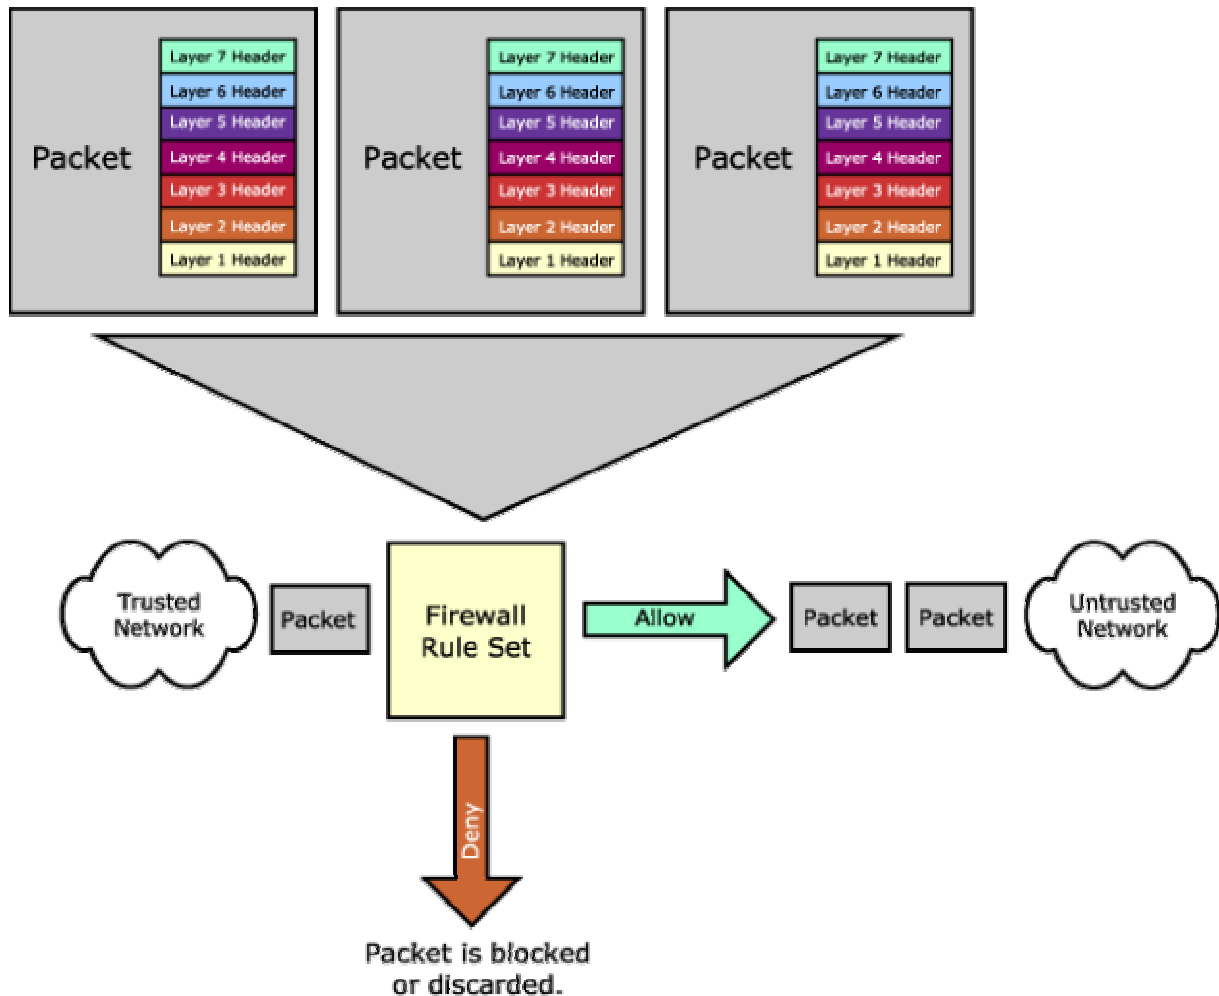 Packet
Layer 7 Header
Layer 6 Header
Layer 5 Header
Layer 4 Header
Layer 3 Header
Layer 2 Header
Layer 1 Header
Packet
Layer 7 Header
Layer 6 Header
Layer 5 Header
Layer 4 Header
Layer 3 Header
Layer 2 Header
Layer 1 Header
Packet
Layer 7 Header
Layer 6 Header
Layer 5 Header
Layer 4 Header
Layer 3 Header
Layer 2 Header
Layer 1 Header
Trusted
Network
Packet
Firewall
Rule Set
Allow
Packet
Packet
Untrusted
Network
Deny
Packet is blocked
or discarded.